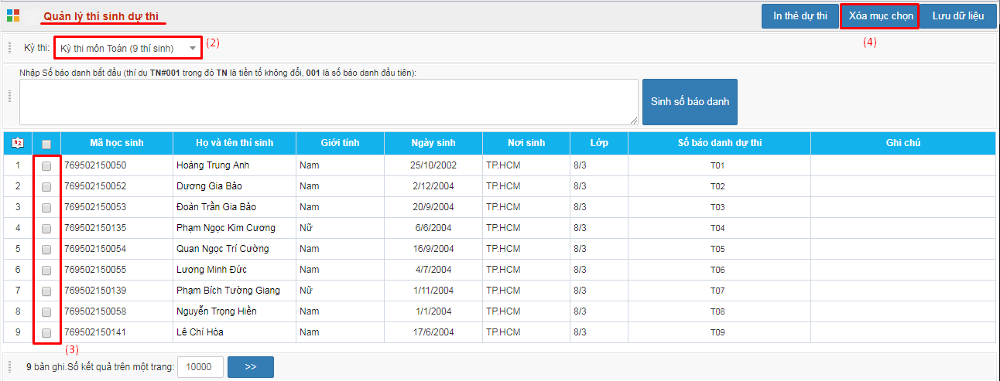 Quản lý thí sinh dự thi In thẻ dự thi Xóa mục chọn Lưu dữ liệu
(4)
Kỳ thi: Kỳ thi môn Toán (9 thí sinh) (2)
Nhập Số báo danh bắt đầu (thí dụ TN#001 trong đó TN là tiền tố không đổi, 001 là số báo danh đầu tiên):
Sinh số báo danh
Mã học sinh Họ và tên thí sinh Giới tính Ngày sinh Nơi sinh Lớp Số báo danh dự thi Ghi chú
1 769502150050 Hoàng Trung Anh Nam 25/10/2002 TP.HCM 8/3 T01
2 769502150052 Dương Gia Bảo Nam 2/12/2004 TP.HCM 8/3 T02
3 769502150053 Đoàn Trần Gia Bảo Nam 20/9/2004 TP.HCM 8/3 T03
4 769502150135 Phạm Ngọc Kim Cương Nữ 6/6/2004 TP.HCM 8/3 T04
5 769502150054 Quan Ngọc Trí Cường Nam 16/9/2004 TP.HCM 8/3 T05
6 769502150055 Lương Minh Đức Nam 4/7/2004 TP.HCM 8/3 T06
7 769502150139 Phạm Bích Tường Giang Nữ 1/11/2004 TP.HCM 8/3 T07
8 769502150058 Nguyễn Trọng Hiền Nam 1/1/2004 TP.HCM 8/3 T08
9 769502150141 Lê Chí Hóa Nam 17/6/2004 TP.HCM 8/3 T09
(3)
9 bản ghi.Số kết quả trên một trang: 10000 >>